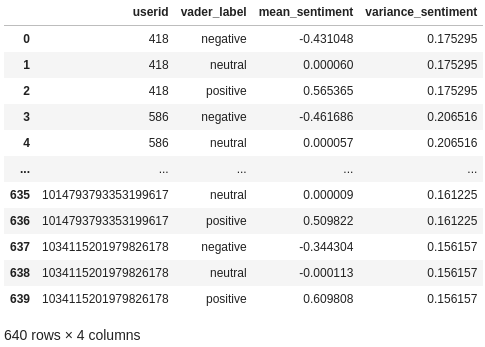 userid vader_label mean_sentiment variance_sentiment
0 418 negative -0.431048 0.175295
1 418 neutral 0.000060 0.175295
2 418 positive 0.565365 0.175295
3 586 negative -0.461686 0.206516
4 586 neutral 0.000057 0.206516
... ... ... ... ...
635 1014793793353199617 neutral 0.000009 0.161225
636 1014793793353199617 positive 0.509822 0.161225
637 1034115201979826178 negative -0.344304 0.156157
638 1034115201979826178 neutral -0.000113 0.156157
639 1034115201979826178 positive 0.609808 0.156157
640 rows × 4 columns